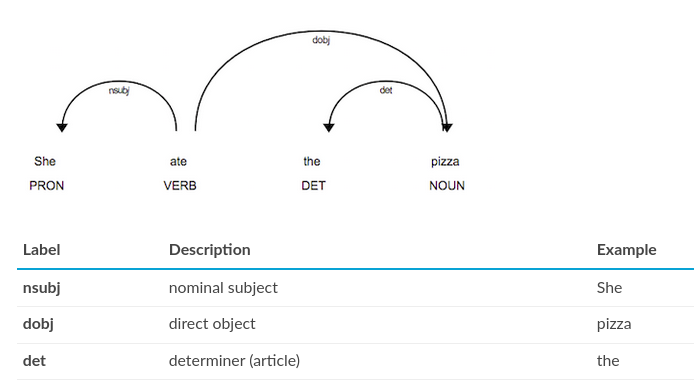 dobj
nsubj det
She ate the pizza
PRON VERB DET NOUN
Label Description Example
nsubj nominal subject She
dobj direct object pizza
det determiner (article) the